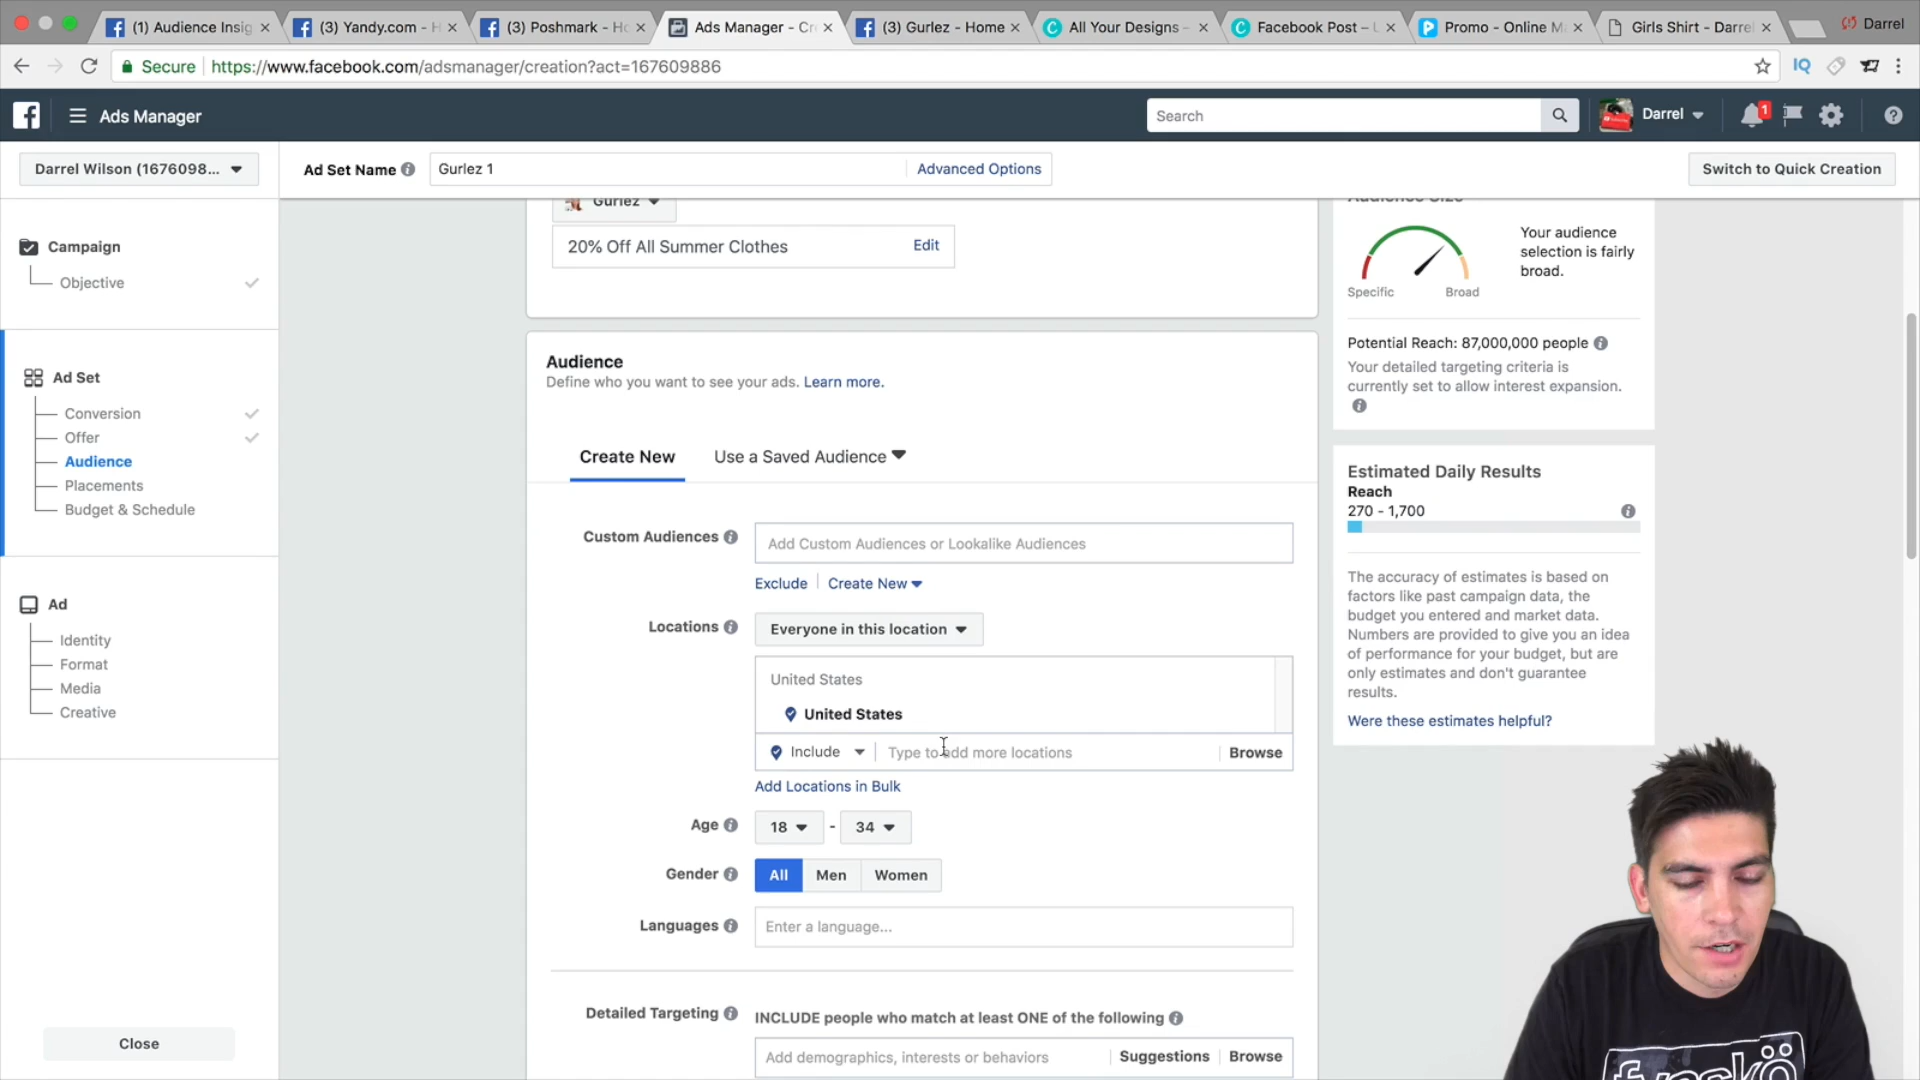 (1) Audience Insig
(3) Yandy.com - H
(3) Poshmark - Ho
Ads Manager - Cr
(3) Gurlez - Home
All Your Designs -
Facebook Post – U
Promo - Online Ma
Girls Shirt - Darrel
Darrel
Secure
https://www.facebook.com/adsmanager/creation?act=167609886
IQ
Ads Manager
Search
Darrel
1
Darrel Wilson (1676098...
Ad Set Name
Gurlez 1
Advanced Options
Switch to Quick Creation
Campaign
Objective
Ad Set
Conversion
Offer
Audience
Placements
Budget & Schedule
Ad
Identity
Format
Media
Creative
Close
Gurlez
20% Off All Summer Clothes
Edit
Audience
Define who you want to see your ads. Learn more.
Create New
Use a Saved Audience
Custom Audiences
Add Custom Audiences or Lookalike Audiences
Exclude
Create New
Locations
Everyone in this location
United States
United States
Include
Type to add more locations
Browse
Add Locations in Bulk
Age
18
-
34
Gender
All
Men
Women
Languages
Enter a language...
Detailed Targeting
INCLUDE people who match at least ONE of the following
Add demographics, interests or behaviors
Suggestions
Browse
Audience Size
Your audience
selection is fairly
broad.
Specific
Broad
Potential Reach: 87,000,000 people
Your detailed targeting criteria is
currently set to allow interest expansion.
Estimated Daily Results
Reach
270 - 1,700
The accuracy of estimates is based on
factors like past campaign data, the
budget you entered and market data.
Numbers are provided to give you an idea
of performance for your budget, but are
only estimates and don't guarantee
results.
Were these estimates helpful?